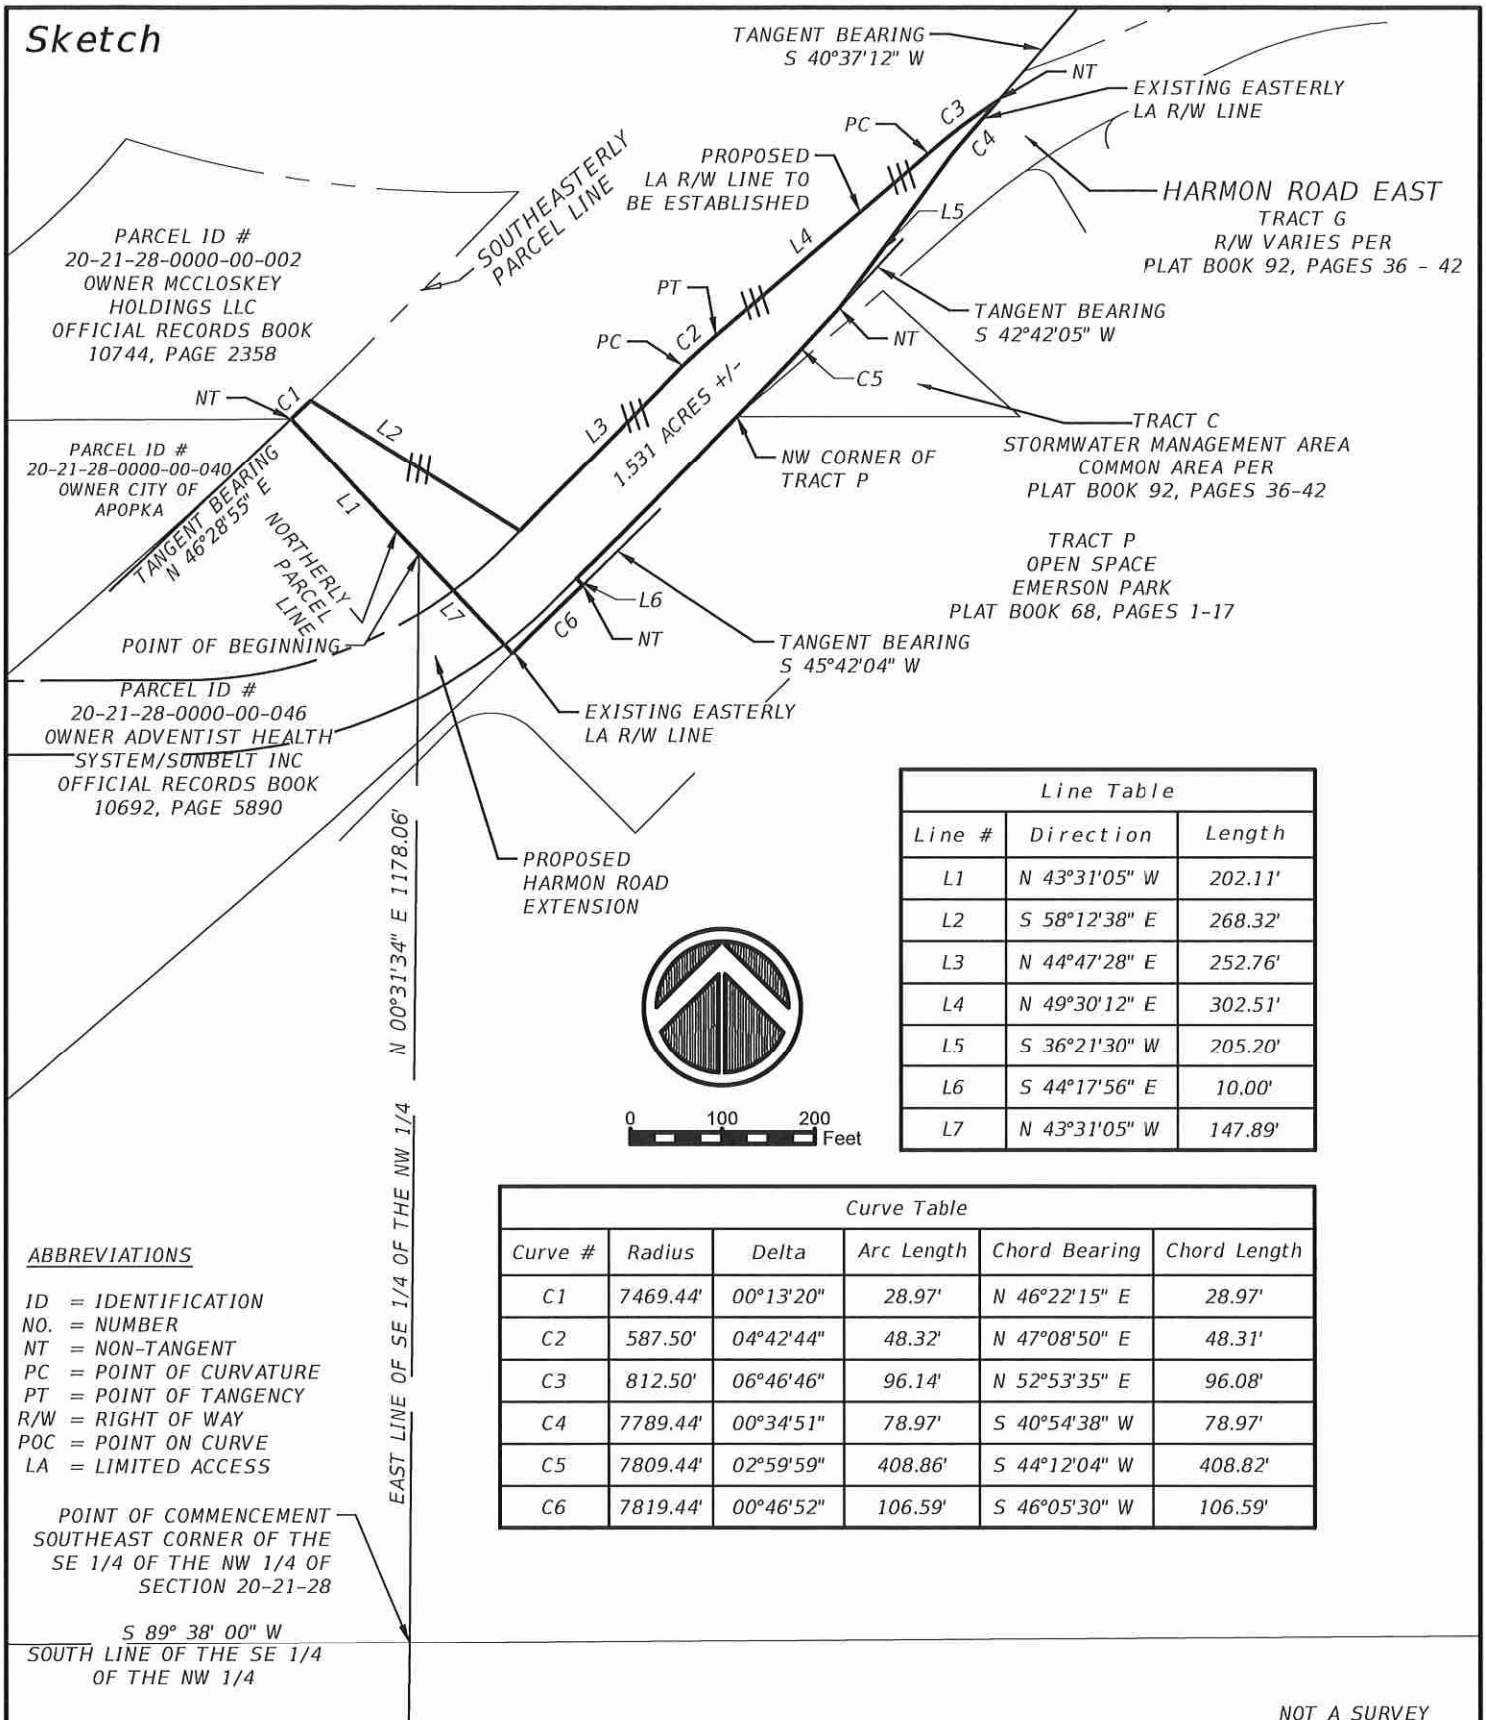 Sketch
TANGENT BEARING
S 40°37'12" W
NT
EXISTING EASTERLY
LA R/W LINE
C3
C4
PC
PROPOSED
LA R/W LINE TO
BE ESTABLISHED
HARMON ROAD EAST
TRACT G
R/W VARIES PER
PLAT BOOK 92, PAGES 36 - 42
SOUTHEASTERLY
PARCEL LINE
L5
L4
PARCEL ID #
20-21-28-0000-00-002
OWNER MCCLOSKEY
HOLDINGS LLC
OFFICIAL RECORDS BOOK
10744, PAGE 2358
PT
TANGENT BEARING
S 42°42'05" W
PC
C2
NT
C5
1.531 ACRES +/-
NT
C1
L2
L3
TRACT C
STORMWATER MANAGEMENT AREA
COMMON AREA PER
PLAT BOOK 92, PAGES 36-42
PARCEL ID #
20-21-28-0000-00-040
OWNER CITY OF
APOPKA
NW CORNER OF
TRACT P
L1
TANGENT BEARING
N 46°28'55" E
NORTHERLY
PARCEL
LINE
TRACT P
OPEN SPACE
EMERSON PARK
PLAT BOOK 68, PAGES 1-17
L6
L7
C6
NT
POINT OF BEGINNING
TANGENT BEARING
S 45°42'04" W
PARCEL ID #
20-21-28-0000-00-046
OWNER ADVENTIST HEALTH
SYSTEM/SUNBELT INC
OFFICIAL RECORDS BOOK
10692, PAGE 5890
EXISTING EASTERLY
LA R/W LINE
PROPOSED
HARMON ROAD
EXTENSION
N 00°31'34" E 1178.06'
EAST LINE OF SE 1/4 OF THE NW 1/4
Line Table
Line # Direction Length
L1 N 43°31'05" W 202.11'
L2 S 58°12'38" E 268.32'
L3 N 44°47'28" E 252.76'
L4 N 49°30'12" E 302.51'
L5 S 36°21'30" W 205.20'
L6 S 44°17'56" E 10.00'
L7 N 43°31'05" W 147.89'
0 100 200
Feet
Curve Table
Curve # Radius Delta Arc Length Chord Bearing Chord Length
C1 7469.44' 00°13'20" 28.97' N 46°22'15" E 28.97'
C2 587.50' 04°42'44" 48.32' N 47°08'50" E 48.31'
C3 812.50' 06°46'46" 96.14' N 52°53'35" E 96.08'
C4 7789.44' 00°34'51" 78.97' S 40°54'38" W 78.97'
C5 7809.44' 02°59'59" 408.86' S 44°12'04" W 408.82'
C6 7819.44' 00°46'52" 106.59' S 46°05'30" W 106.59'
ABBREVIATIONS
ID = IDENTIFICATION
NO. = NUMBER
NT = NON-TANGENT
PC = POINT OF CURVATURE
PT = POINT OF TANGENCY
R/W = RIGHT OF WAY
POC = POINT ON CURVE
LA = LIMITED ACCESS
POINT OF COMMENCEMENT
SOUTHEAST CORNER OF THE
SE 1/4 OF THE NW 1/4 OF
SECTION 20-21-28
S 89° 38' 00" W
SOUTH LINE OF THE SE 1/4
OF THE NW 1/4
NOT A SURVEY